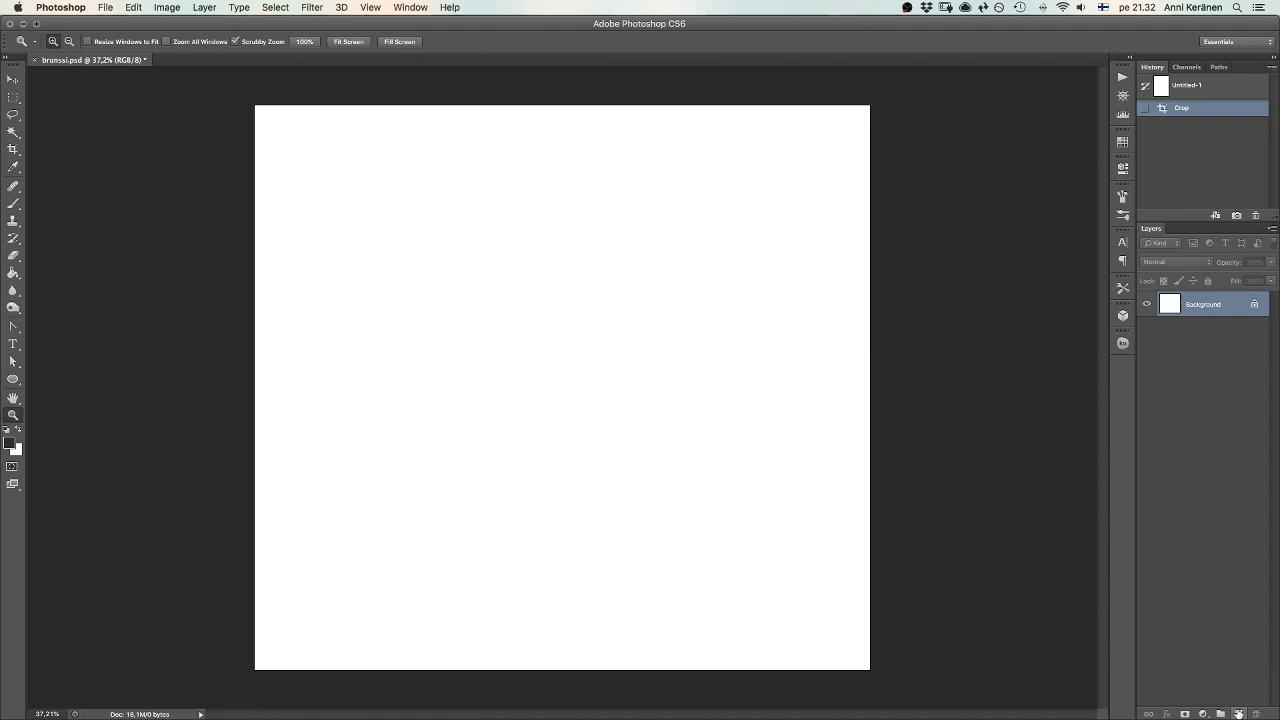 Photoshop File Edit Image Layer Type Select Filter 3D View Window Help pe 21.32 Anni Keränen
Adobe Photoshop CS6
Resize Windows to Fit Zoom All Windows Scrubby Zoom 100% Fit Screen Fill Screen Essentials
brunssi.psd @ 37,2% (RGB/8) *
History Channels Paths
Untitled-1
Crop
Layers
Kind
Normal Opacity: 100%
Lock: Fill: 100%
Background
37,21% Doc: 16,1M/0 bytes